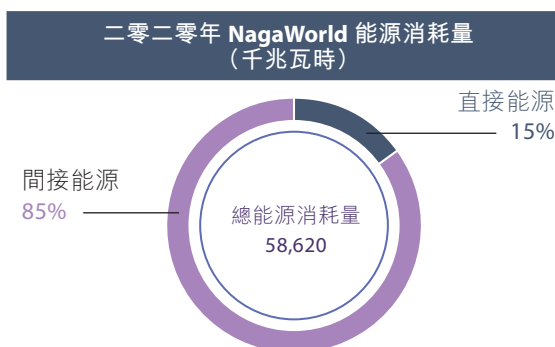 二零二零年 NagaWorld 能源消耗量
（千兆瓦時）
直接能源
15%
間接能源
85%
總能源消耗量
58,620